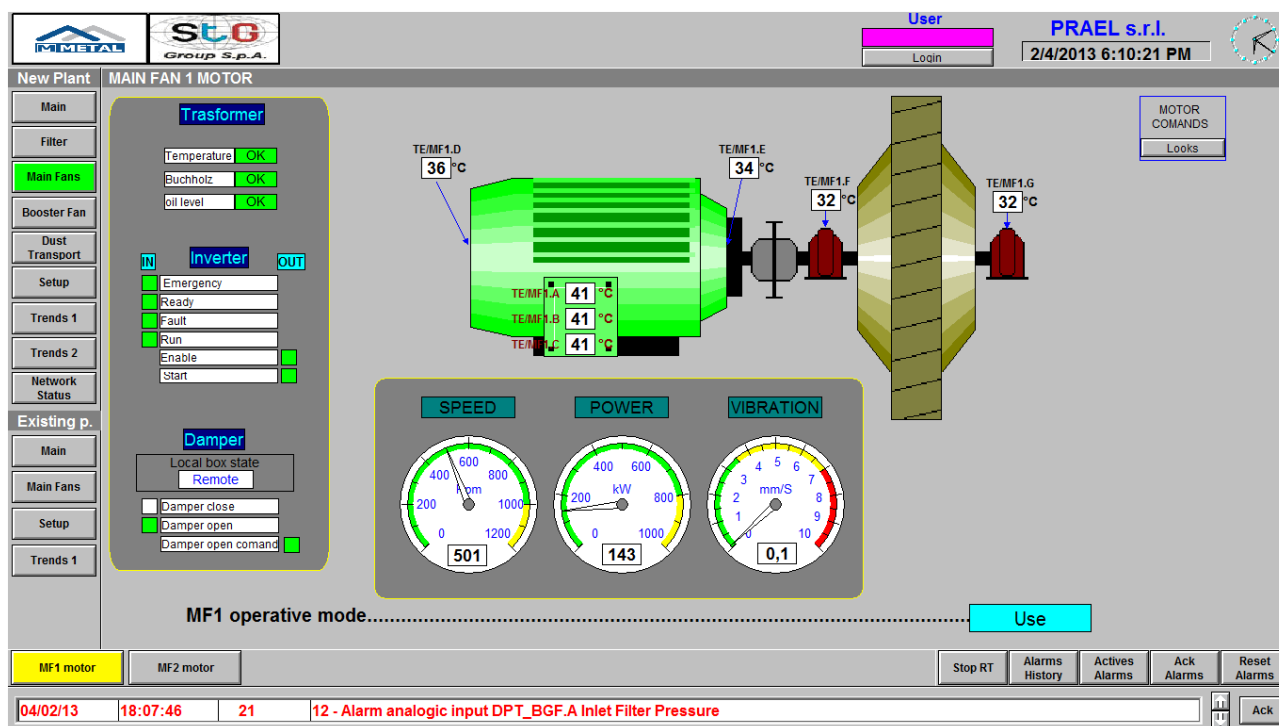 M METAL
StG
Group S.p.A.
User
Login
PRAEL s.r.l.
2/4/2013 6:10:21 PM
New Plant
MAIN FAN 1 MOTOR
Main
Filter
Main Fans
Booster Fan
Dust
Transport
Setup
Trends 1
Trends 2
Network
Status
Existing p.
Main
Main Fans
Setup
Trends 1
Trasformer
Temperature OK
Buchholz OK
oil level OK
Inverter
IN
OUT
Emergency
Ready
Fault
Run
Enable
Start
Damper
Local box state
Remote
Damper close
Damper open
Damper open comand
TE/MF1.D
36 °C
TE/MF1.E
34 °C
TE/MF1.F
32 °C
TE/MF1.G
32 °C
MOTOR
COMANDS
Looks
TE/MF1.A 41 °C
TE/MF1.B 41 °C
TE/MF1.C 41 °C
SPEED
0 200 400 600 800 1000 1200
501
POWER
kW
0 200 400 600 800 1000
143
VIBRATION
mm/S
0 1 2 3 4 5 6 7 8 9 10
0,1
MF1 operative mode
Use
MF1 motor
MF2 motor
Stop RT
Alarms
History
Actives
Alarms
Ack
Alarms
Reset
Alarms
04/02/13 18:07:46 21 12 - Alarm analogic input DPT_BGF.A Inlet Filter Pressure
Ack